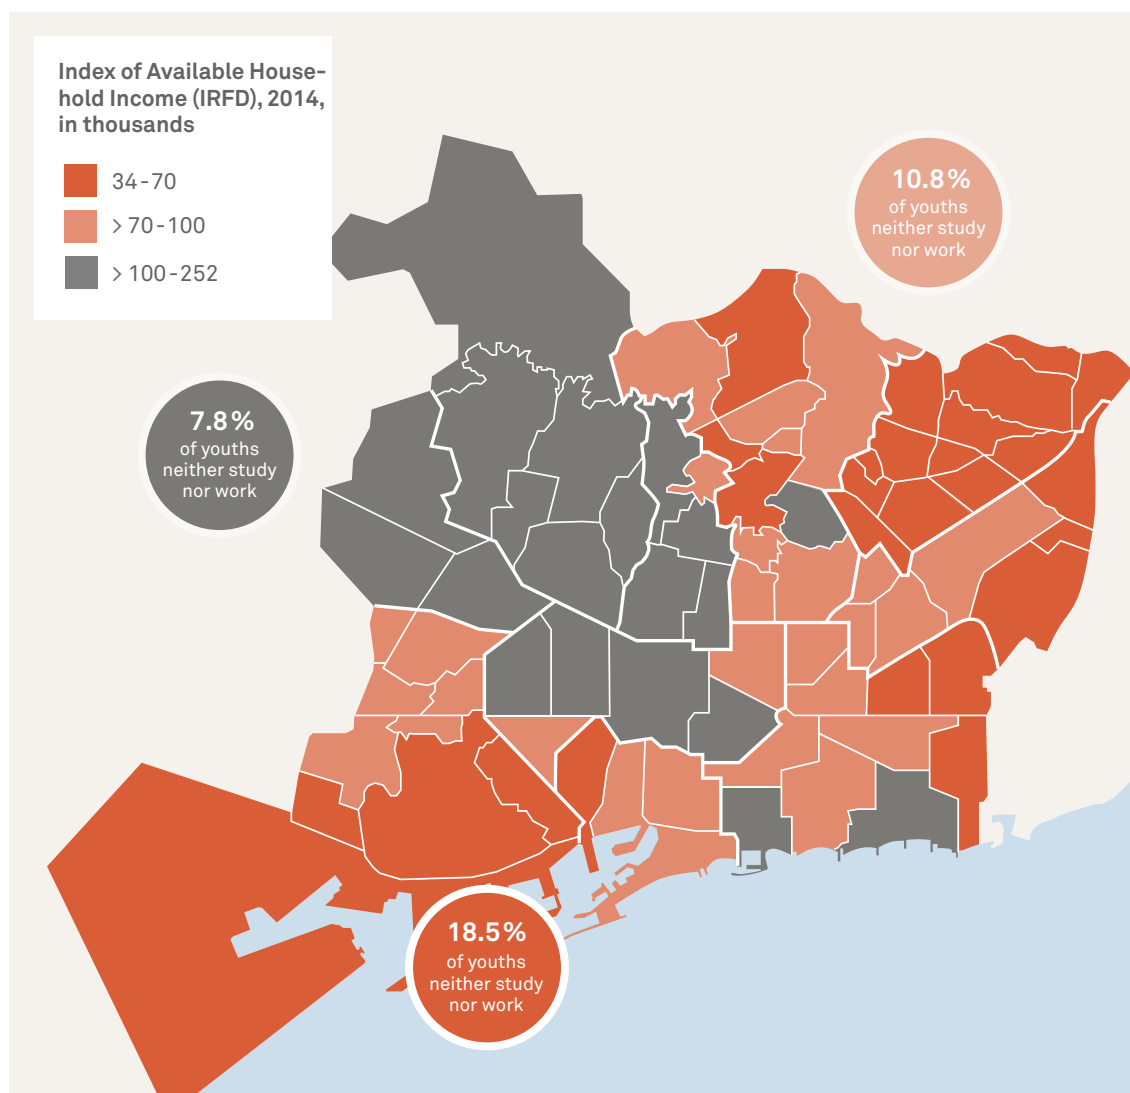 Index of Available House-
hold Income (IRFD), 2014,
in thousands
34-70
> 70-100
> 100-252
10.8%
of youths
neither study
nor work
7.8%
of youths
neither study
nor work
18.5%
of youths
neither study
nor work